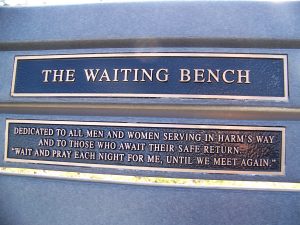 THE WAITING BENCH
DEDICATED TO ALL MEN AND WOMEN SERVING IN HARM'S WAY
AND TO THOSE WHO AWAIT THEIR SAFE RETURN.
"WAIT AND PRAY EACH NIGHT FOR ME, UNTIL WE MEET AGAIN."